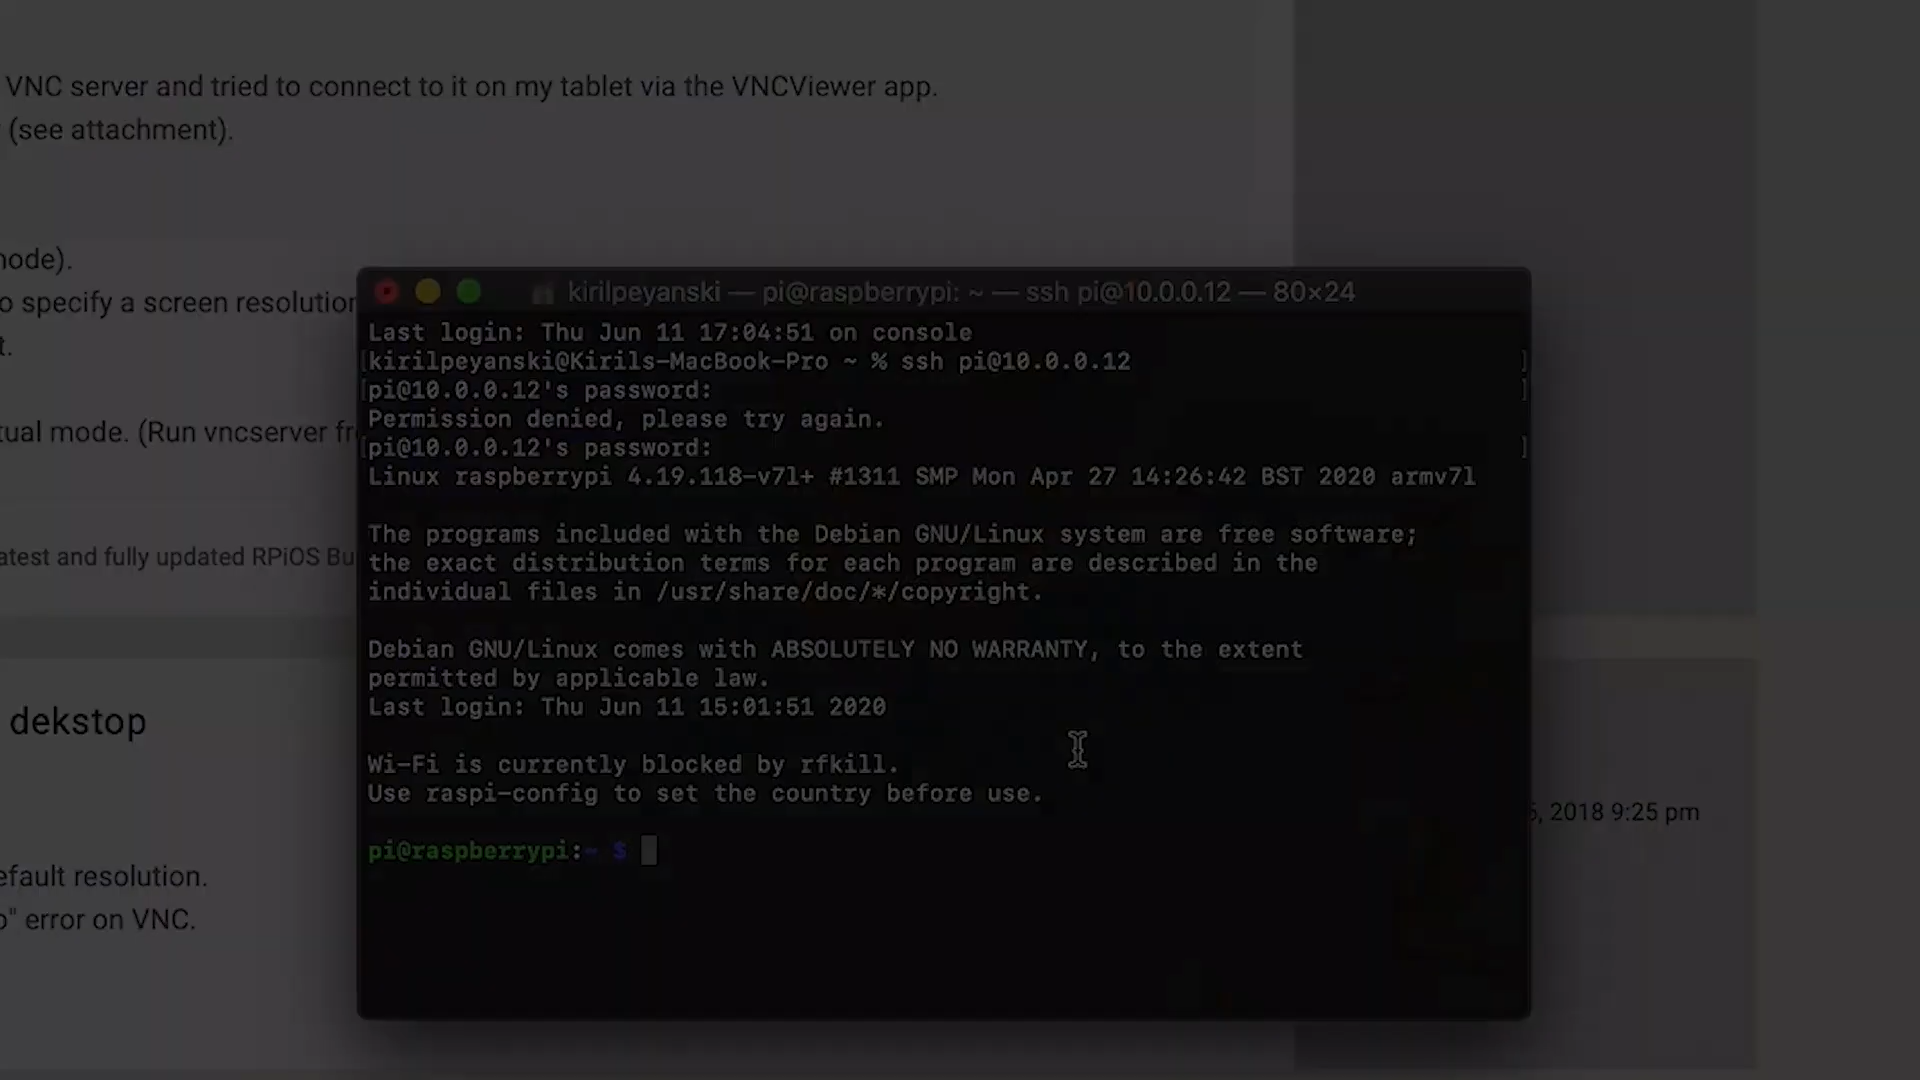 VNC server and tried to connect to it on my tablet via the VNCViewer app.
(see attachment).
node).
o specify a screen resolution
t.
tual mode. (Run vncserver fr
atest and fully updated RPiOS Bu
dekstop
5, 2018 9:25 pm
efault resolution.
o" error on VNC.
kirilpeyanski — pi@raspberrypi: ~ — ssh pi@10.0.0.12 — 80×24
Last login: Thu Jun 11 17:04:51 on console
[kirilpeyanski@Kirils-MacBook-Pro ~ % ssh pi@10.0.0.12 ]
[pi@10.0.0.12's password: ]
Permission denied, please try again.
[pi@10.0.0.12's password: ]
Linux raspberrypi 4.19.118-v7l+ #1311 SMP Mon Apr 27 14:26:42 BST 2020 armv7l
The programs included with the Debian GNU/Linux system are free software;
the exact distribution terms for each program are described in the
individual files in /usr/share/doc/*/copyright.
Debian GNU/Linux comes with ABSOLUTELY NO WARRANTY, to the extent
permitted by applicable law.
Last login: Thu Jun 11 15:01:51 2020
Wi-Fi is currently blocked by rfkill.
Use raspi-config to set the country before use.
pi@raspberrypi:~ $